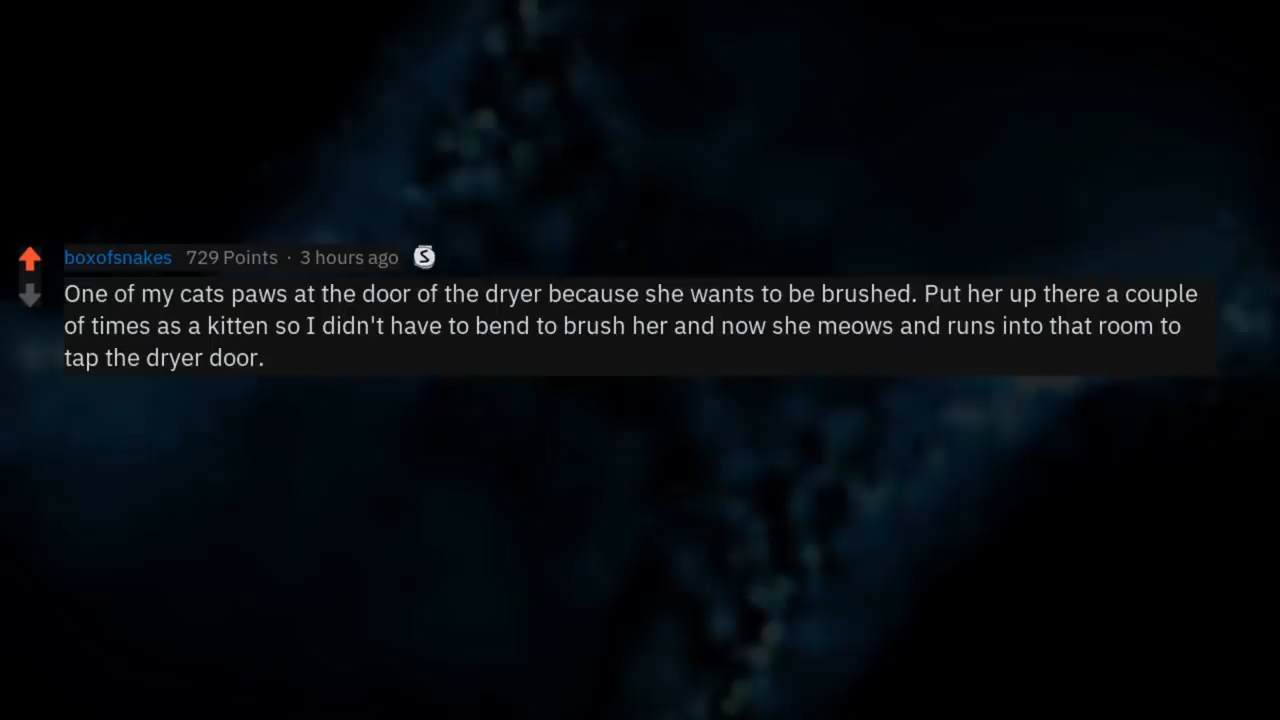 boxofsnakes 729 Points · 3 hours ago S
One of my cats paws at the door of the dryer because she wants to be brushed. Put her up there a couple
of times as a kitten so I didn't have to bend to brush her and now she meows and runs into that room to
tap the dryer door.